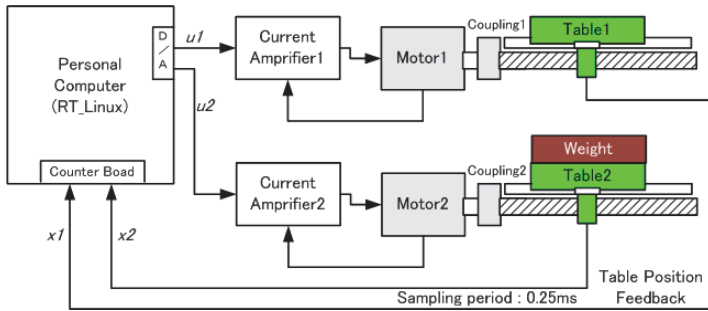 Personal
Computer
(RT_Linux)
D
/
A
Counter Boad
u1
u2
x1
x2
Current
Amprifier1
Motor1
Coupling1
Table1
Current
Amprifier2
Motor2
Coupling2
Weight
Table2
Sampling period : 0.25ms
Table Position
Feedback